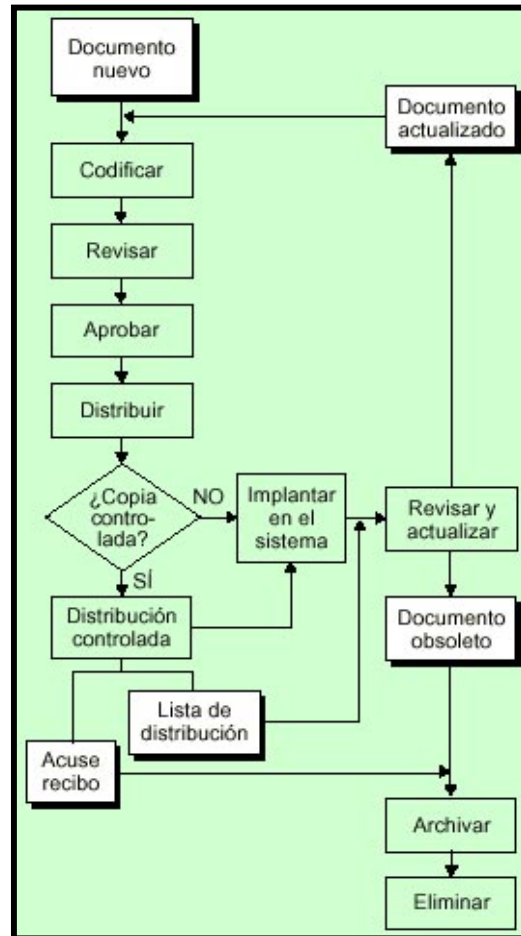 Documento
nuevo
Documento
actualizado
Codificar
Revisar
Aprobar
Distribuir
¿Copia
contro-
lada?
NO
SÍ
Implantar
en el
sistema
Revisar y
actualizar
Distribución
controlada
Documento
obsoleto
Lista de
distribución
Acuse
recibo
Archivar
Eliminar